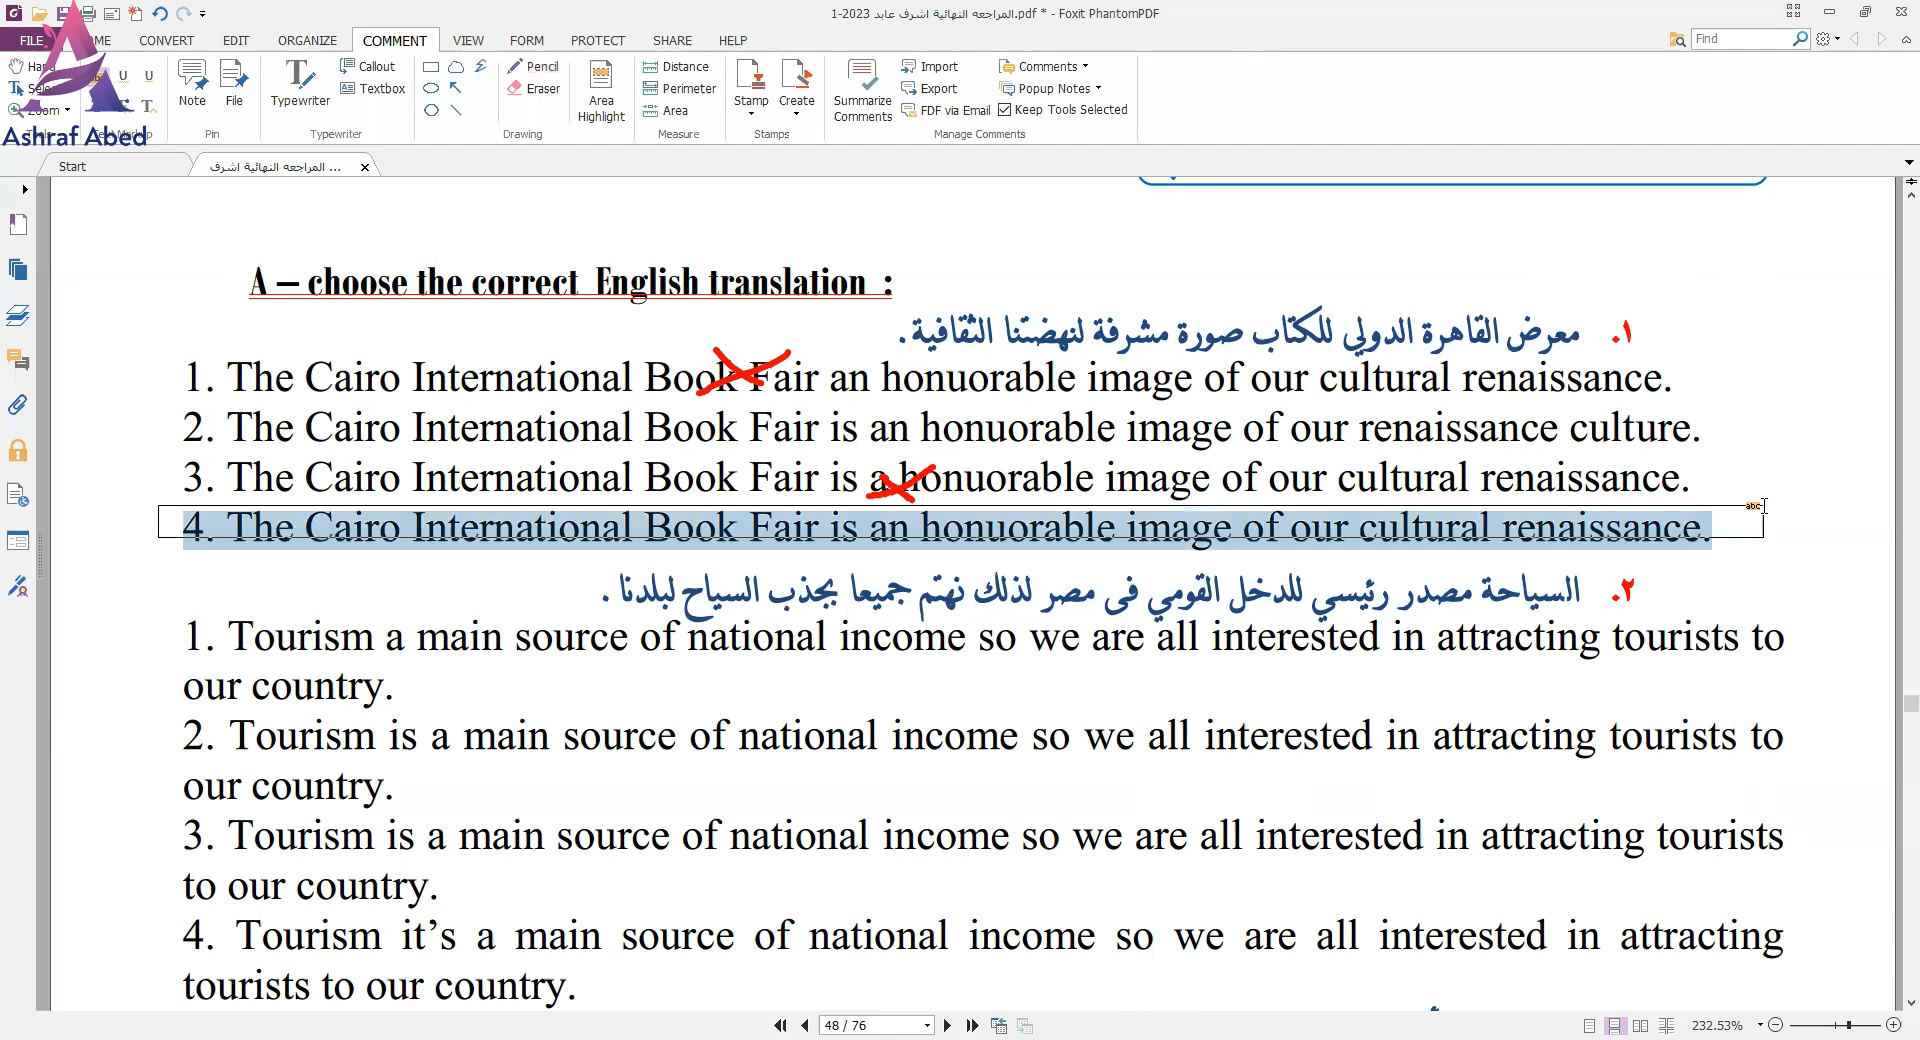 المراجعه النهائية اشرف عابد 2023-1.pdf * - Foxit PhantomPDF
FILE HOME CONVERT EDIT ORGANIZE COMMENT VIEW FORM PROTECT SHARE HELP
Find
Callout
Textbox
Pencil
Eraser
Distance
Perimeter
Area
Import
Export
FDF via Email
Comments
Popup Notes
Keep Tools Selected
Note File Typewriter Area Highlight Stamp Create Summarize Comments
Zoom
Pin Typewriter Drawing Measure Stamps Manage Comments
Ashraf Abed
Start
المراجعه النهائية اشرف ...
A – choose the correct English translation :
١. معرض القاهرة الدولي للكتاب صورة مشرفة لنهضتنا الثقافية.
1. The Cairo International Book Fair an honuorable image of our cultural renaissance.
2. The Cairo International Book Fair is an honuorable image of our renaissance culture.
3. The Cairo International Book Fair is a honuorable image of our cultural renaissance.
abc
4. The Cairo International Book Fair is an honuorable image of our cultural renaissance.
٢. السياحة مصدر رئيسي للدخل القومي فى مصر لذلك نهتم جميعا بجذب السياح لبلدنا .
1. Tourism a main source of national income so we are all interested in attracting tourists to
our country.
2. Tourism is a main source of national income so we all interested in attracting tourists to
our country.
3. Tourism is a main source of national income so we are all interested in attracting tourists
to our country.
4. Tourism it’s a main source of national income so we are all interested in attracting
tourists to our country.
48 / 76
232.53%